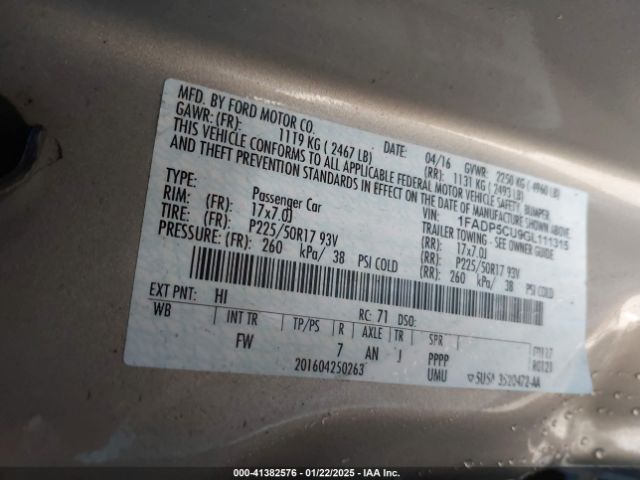 MFD. BY FORD MOTOR CO.
DATE: 04/16 GVWR: 2250 KG ( 4960 LB)
GAWR: (FR): 1119 KG ( 2467 LB) (RR): 1131 KG ( 2493 LB)
THIS VEHICLE CONFORMS TO ALL APPLICABLE FEDERAL MOTOR VEHICLE SAFETY, BUMPER,
AND THEFT PREVENTION STANDARDS IN EFFECT ON THE DATE OF MANUFACTURE SHOWN ABOVE.
VIN: 1FADP5CU9GL111315
TYPE: Passenger Car TRAILER TOWING - SEE OWNER GUIDE
RIM: (FR): 17x7.0J (RR): 17x7.0J
TIRE: (FR): P225/50R17 93V (RR): P225/50R17 93V
PRESSURE: (FR): 260 kPa/ 38 PSI COLD (RR): 260 kPa/ 38 PSI COLD
EXT PNT: HI RC: 71 DSO:
WB INT TR TP/PS R AXLE TR SPR
FW 7 AN J PPPP
UMU
201604250263
▽SUSA 3520472-AA
000-41382576 - 01/22/2025 - IAA Inc.